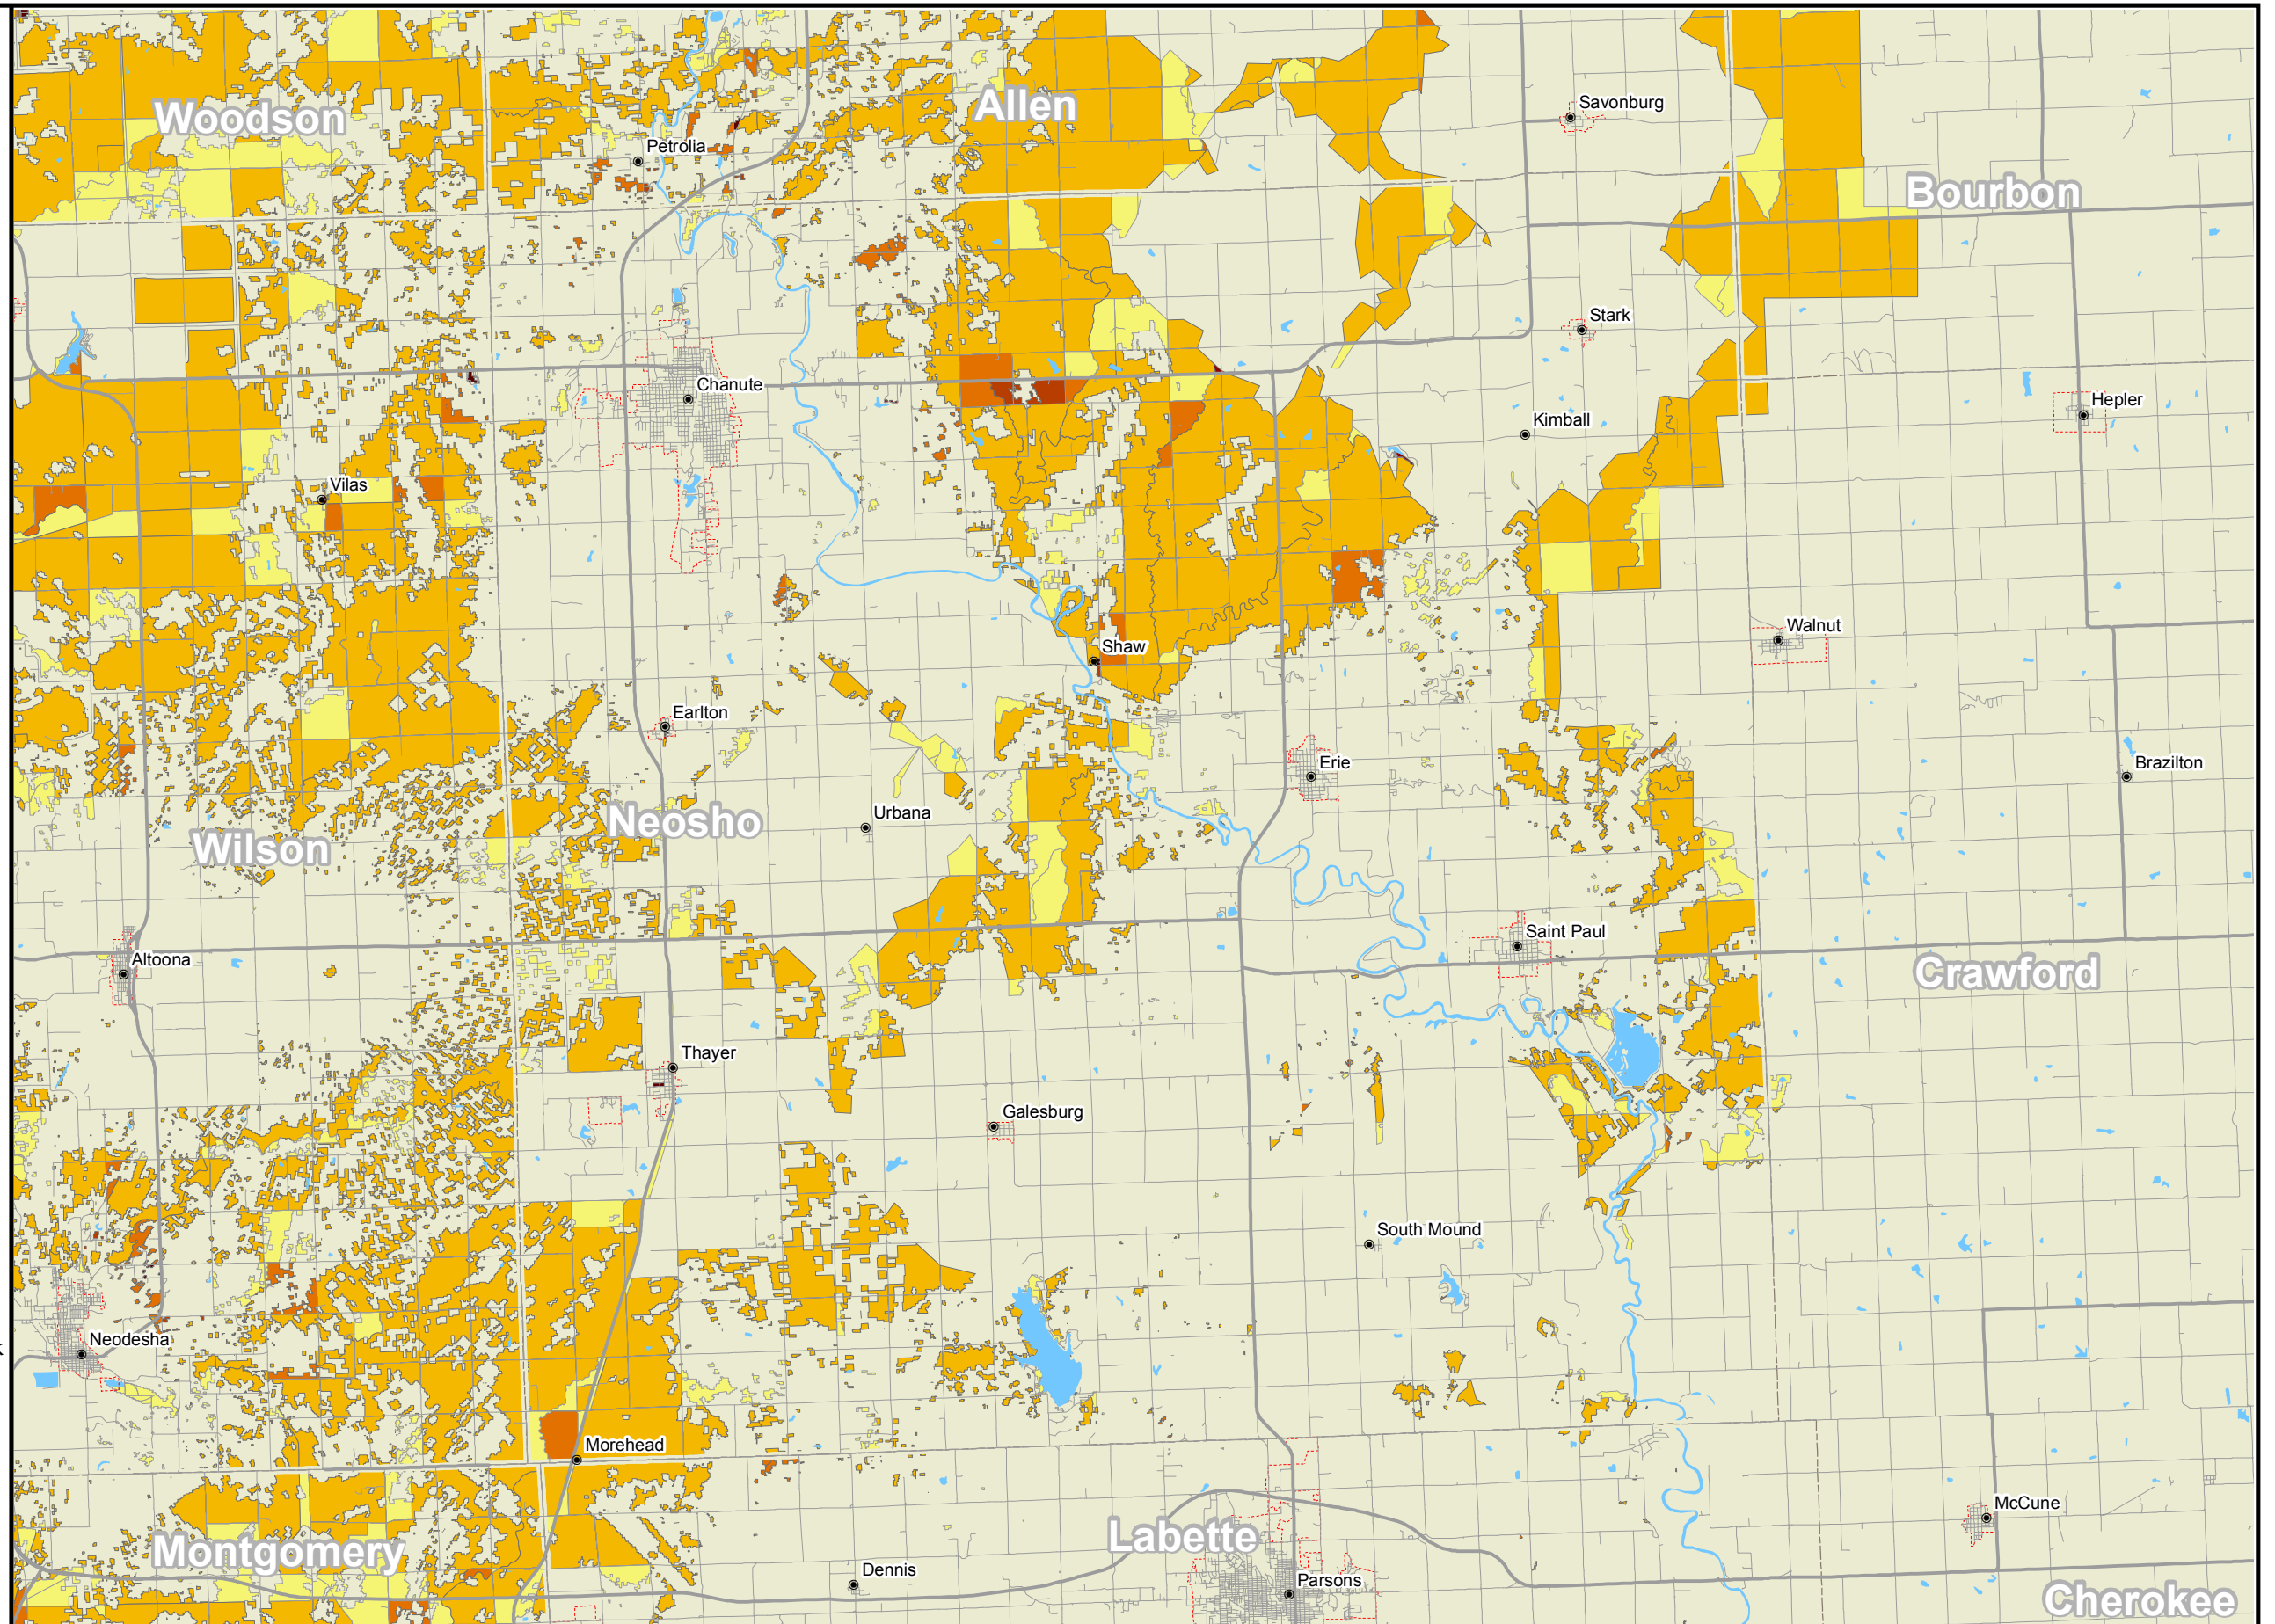 Woodson
Allen
Savonburg
Petrolia
Bourbon
Stark
Chanute
Hepler
Kimball
Vilas
Walnut
Shaw
Earlton
Erie
Brazilton
Urbana
Neosho
Wilson
Saint Paul
Altoona
Crawford
Thayer
Galesburg
South Mound
Neodesha
Morehead
McCune
Labette
Montgomery
Dennis
Parsons
Cherokee